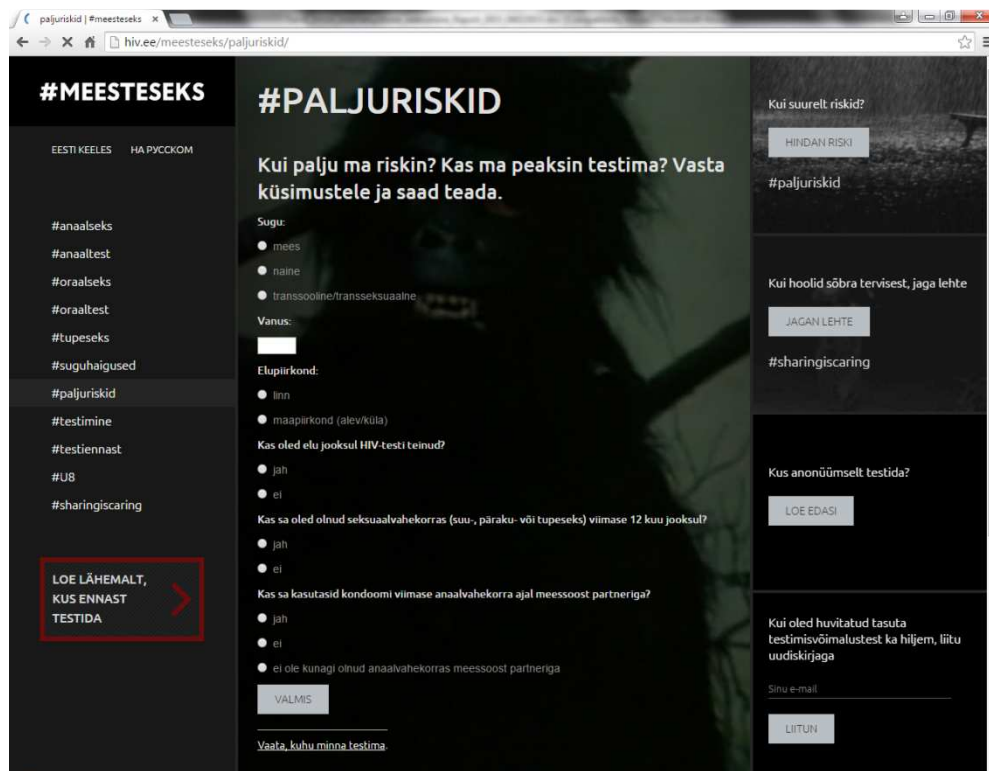 paljuriskid | #meesteseks
hiv.ee/meesteseks/paljuriskid/
#MEESTESEKS
EESTI KEELES НА РУССКОМ
#anaalseks
#anaaltest
#oraalseks
#oraaltest
#tupeseks
#suguhaigused
#paljuriskid
#testimine
#testiennast
#U8
#sharingiscaring
LOE LÄHEMALT,
KUS ENNAST
TESTIDA
#PALJURISKID
Kui palju ma riskin? Kas ma peaksin testima? Vasta
küsimustele ja saad teada.
Sugu:
mees
naine
transsooline/transseksuaalne
Vanus:
Elupiirkond:
linn
maapiirkond (alev/küla)
Kas oled elu jooksul HIV-testi teinud?
jah
ei
Kas sa oled olnud seksuaalvahekorras (suu-, päraku- või tupeseks) viimase 12 kuu jooksul?
jah
ei
Kas sa kasutasid kondoomi viimase anaalvahekorra ajal meessoost partneriga?
jah
ei
ei ole kunagi olnud anaalvahekorras meessoost partneriga
VALMIS
Vaata, kuhu minna testima.
Kui suurelt riskid?
HINDAN RISKI
#paljuriskid
Kui hoolid sõbra tervisest, jaga lehte
JAGAN LEHTE
#sharingiscaring
Kus anonüümselt testida?
LOE EDASI
Kui oled huvitatud tasuta
testimisvõimalustest ka hiljem, liitu
uudiskirjaga
Sinu e-mail
LIITUN